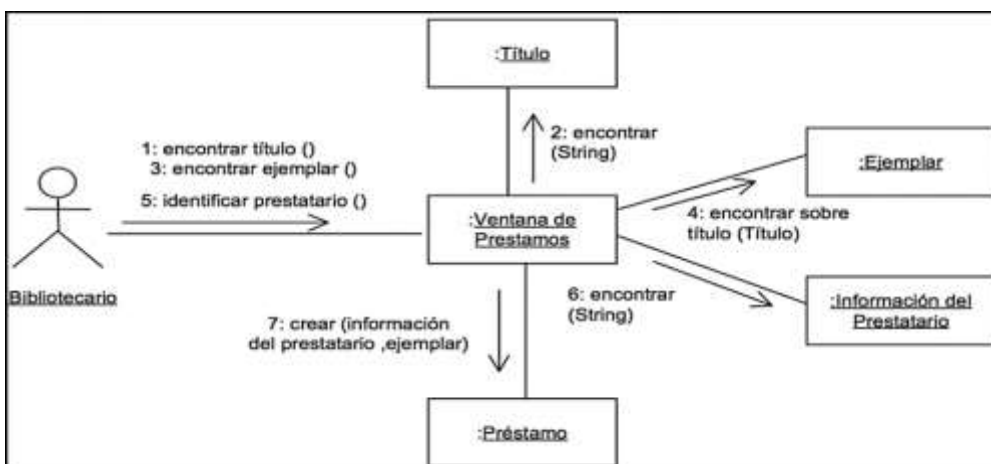 :Título
1: encontrar título ()
3: encontrar ejemplar ()
5: identificar prestatario ()
2: encontrar
(String)
:Ejemplar
:Ventana de
Prestamos
4: encontrar sobre
título (Título)
Bibliotecario
6: encontrar
(String)
:Información del
Prestatario
7: crear (información
del prestatario ,ejemplar)
:Préstamo